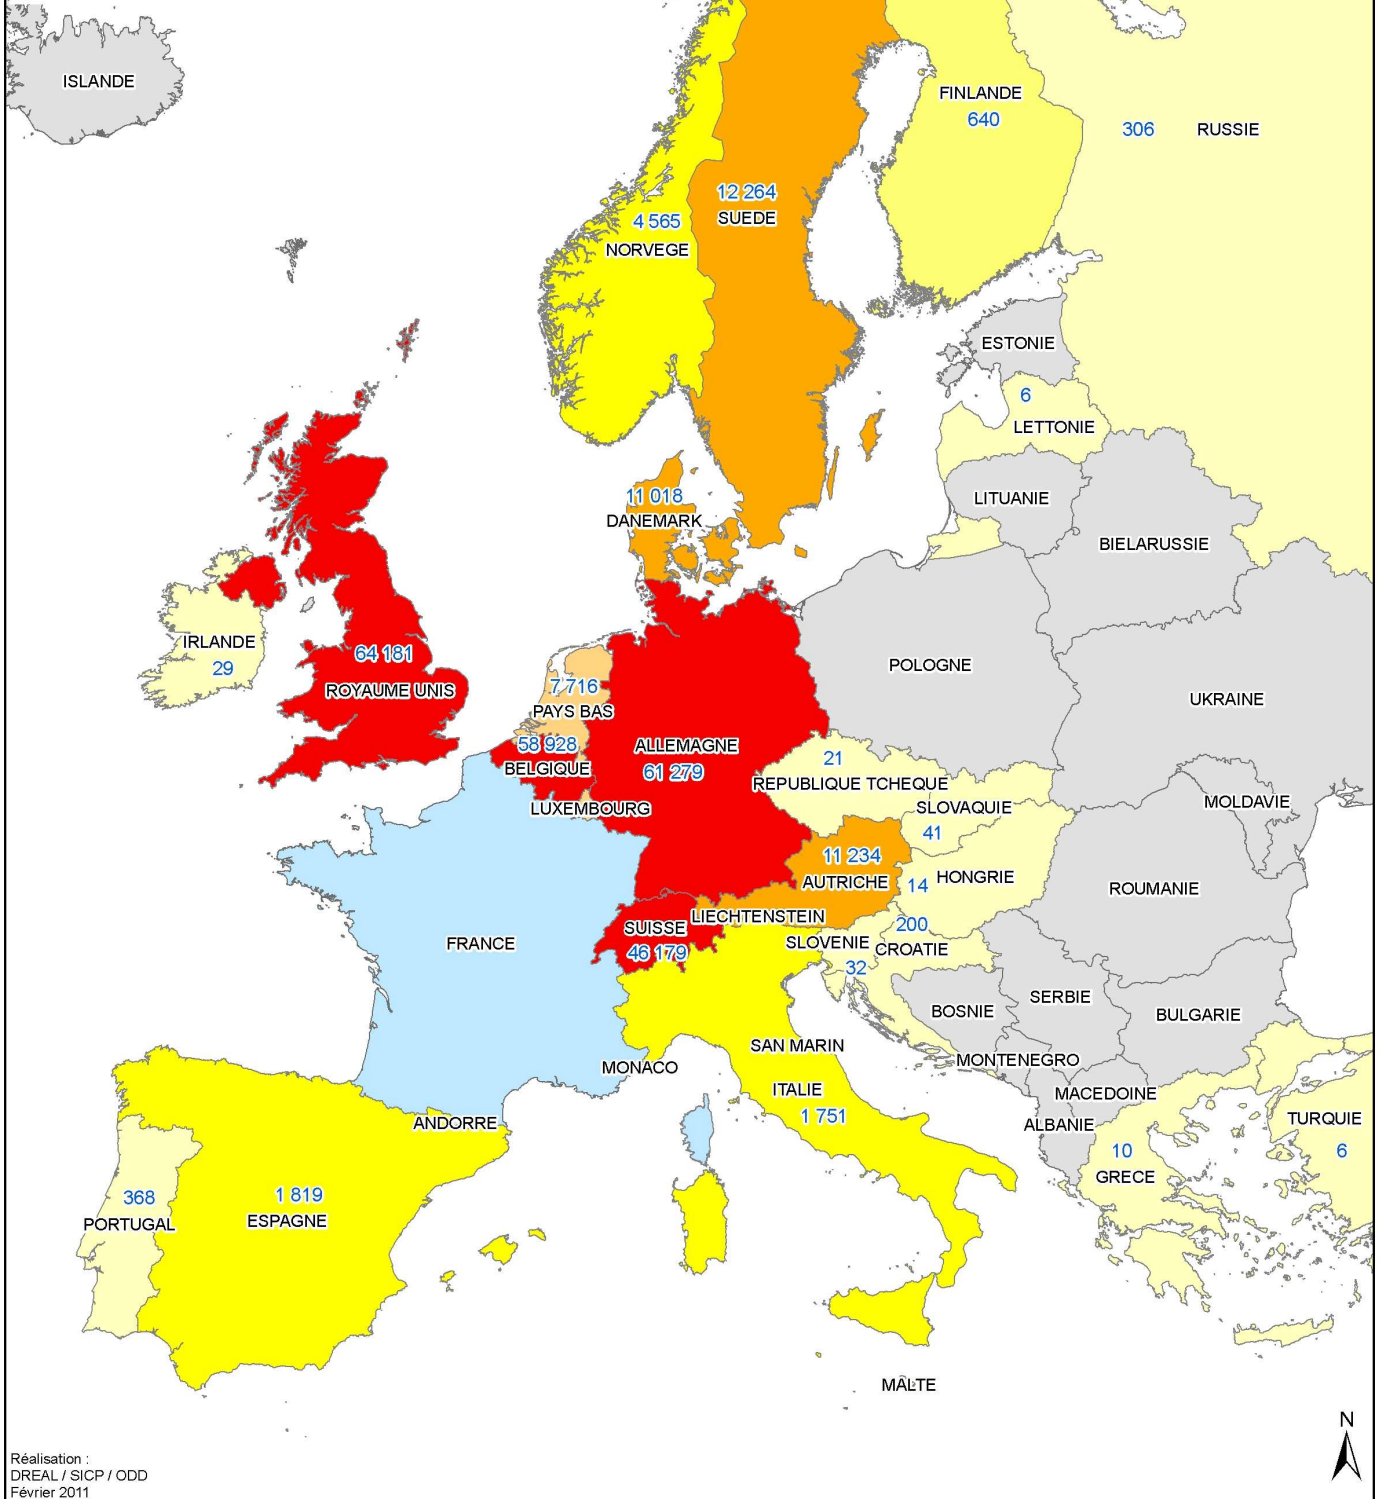 ISLANDE
FINLANDE
640
306
RUSSIE
12 264
SUEDE
4 565
NORVEGE
ESTONIE
6
LETTONIE
11 018
DANEMARK
LITUANIE
BIELARUSSIE
IRLANDE
29
64 181
ROYAUME UNIS
POLOGNE
7 716
PAYS BAS
UKRAINE
58 928
BELGIQUE
ALLEMAGNE
61 279
21
REPUBLIQUE TCHEQUE
LUXEMBOURG
SLOVAQUIE
41
MOLDAVIE
11 234
AUTRICHE
14
HONGRIE
ROUMANIE
LIECHTENSTEIN
200
SUISSE
46 179
FRANCE
SLOVENIE
32
CROATIE
SERBIE
BOSNIE
BULGARIE
SAN MARIN
MONACO
MONTENEGRO
ITALIE
1 751
MACEDOINE
ANDORRE
ALBANIE
TURQUIE
6
10
GRECE
368
PORTUGAL
1 819
ESPAGNE
MALTE
N
Réalisation :
DREAL / SICP / ODD
Février 2011